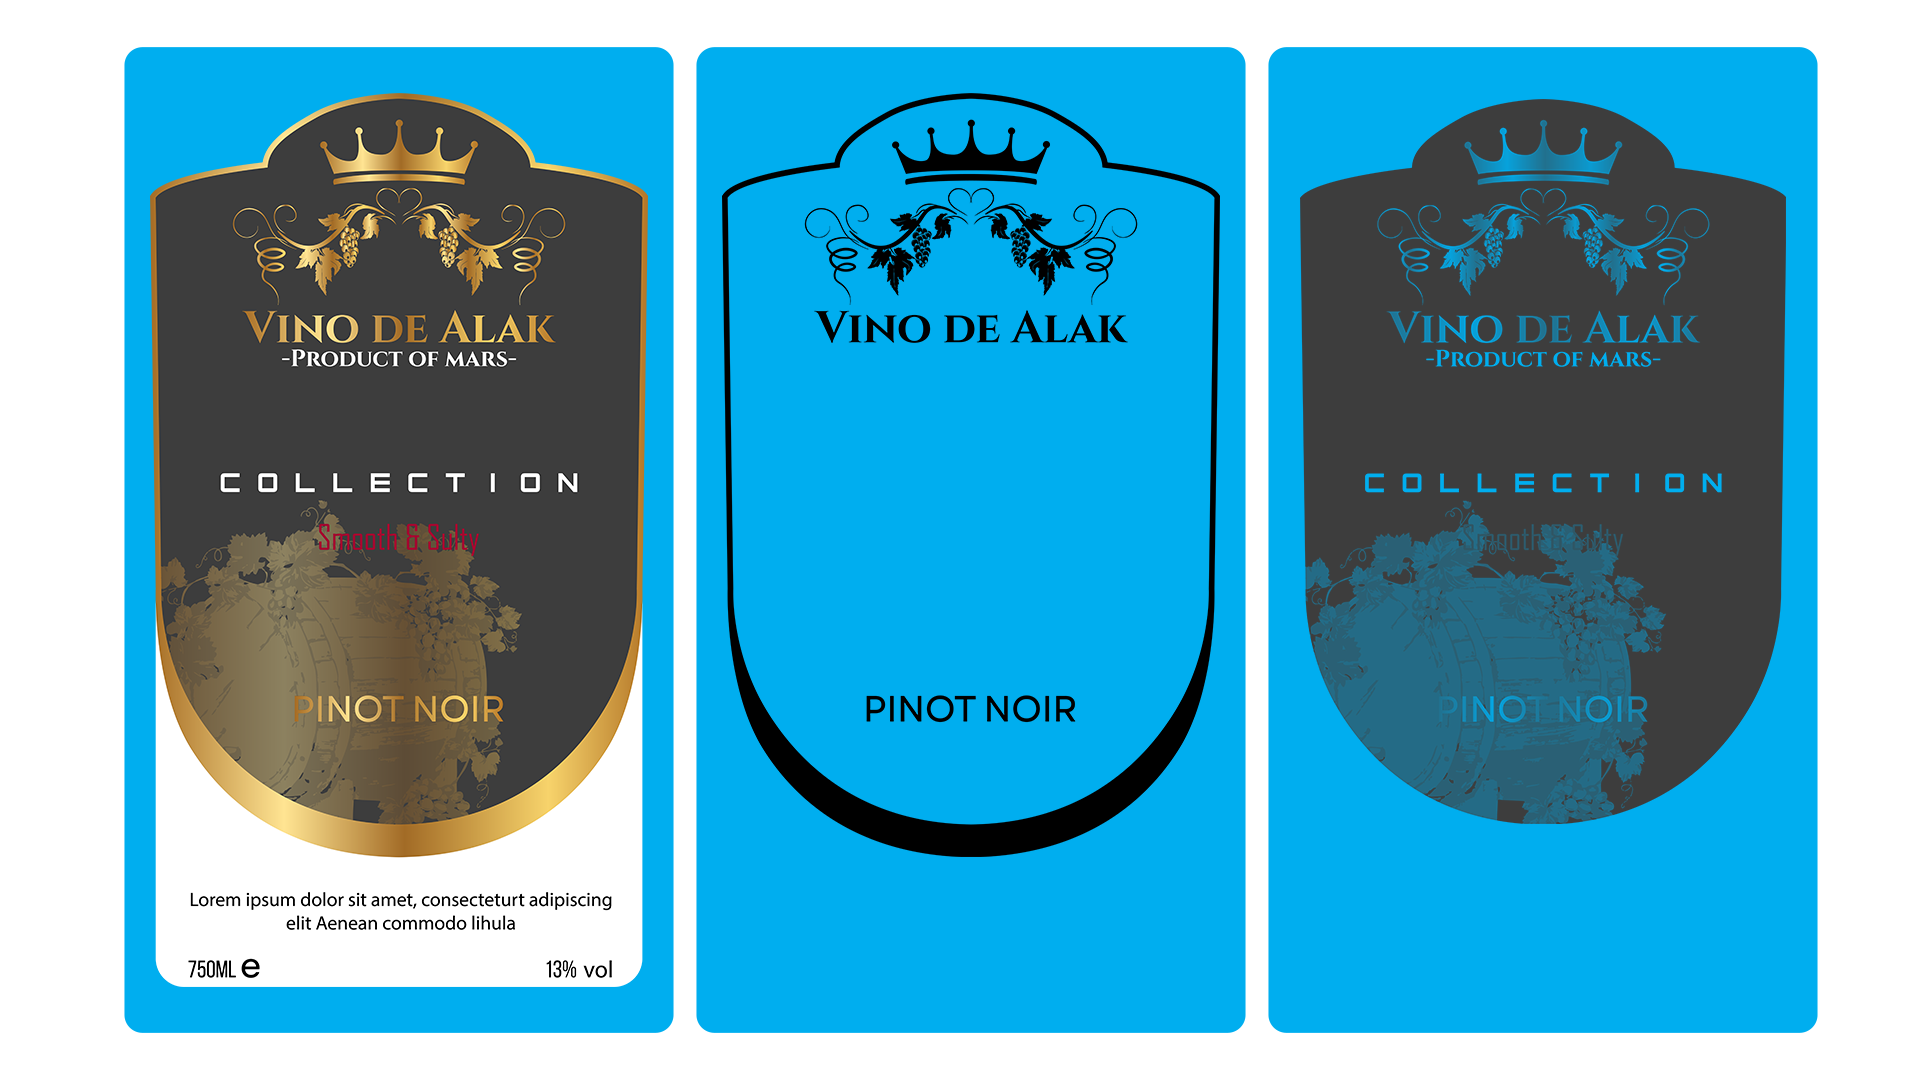 Vino de Alak
-Product of mars-
COLLECTION
Smooth & Salty
PINOT NOIR
Lorem ipsum dolor sit amet, consecteturt adipiscing
elit Aenean commodo lihula
750ML e
13% vol
Vino de Alak
PINOT NOIR
Vino de Alak
-Product of mars-
COLLECTION
Smooth & Salty
PINOT NOIR